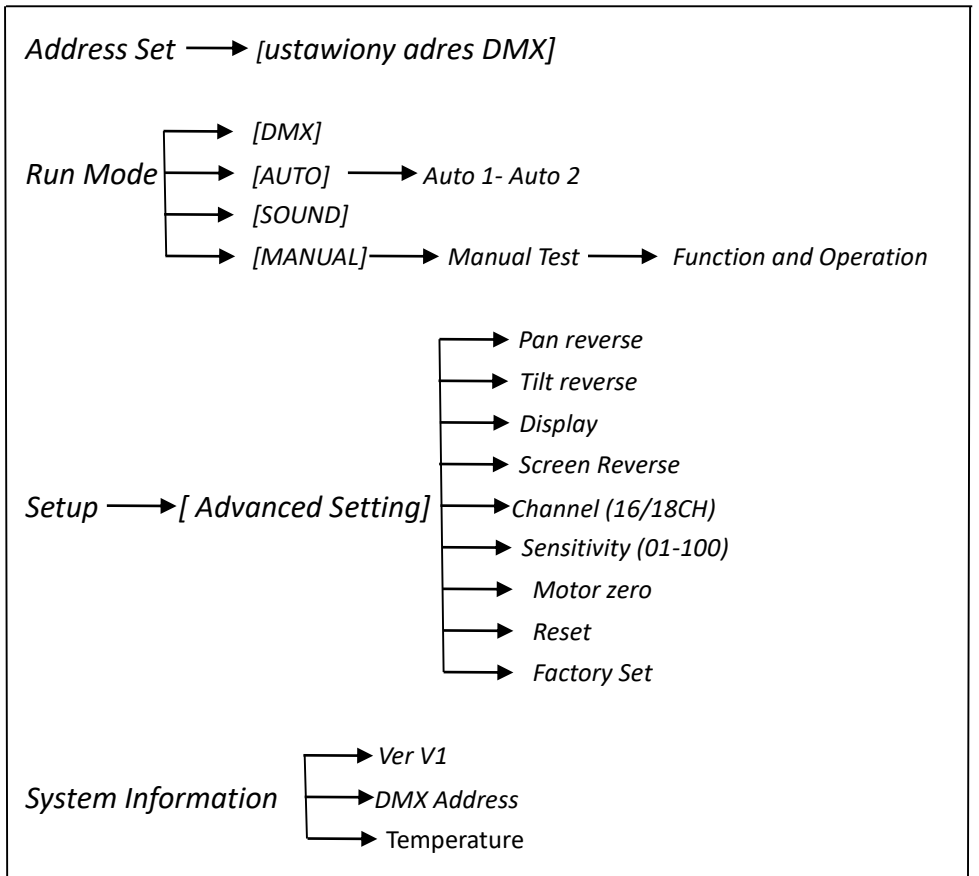 Address Set [ustawiony adres DMX]
[DMX]
Run Mode [AUTO] Auto 1- Auto 2
[SOUND]
[MANUAL] Manual Test Function and Operation
Pan reverse
Tilt reverse
Display
Screen Reverse
Setup [ Advanced Setting] Channel (16/18CH)
Sensitivity (01-100)
Motor zero
Reset
Factory Set
Ver V1
System Information DMX Address
Temperature